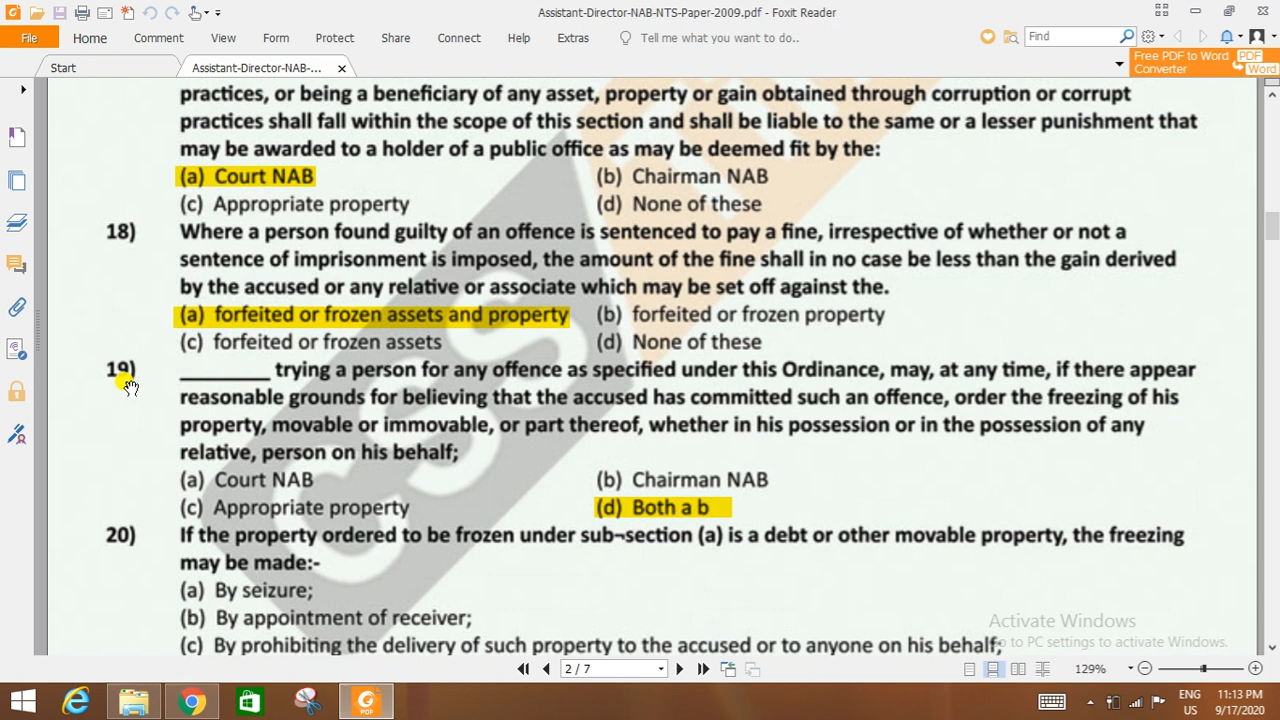 Assistant-Director-NAB-NTS-Paper-2009.pdf - Foxit Reader
File Home Comment View Form Protect Share Connect Help Extras Tell me what you want to do.. Find
Start Assistant-Director-NAB-... Free PDF to Word Converter PDF Word
practices, or being a beneficiary of any asset, property or gain obtained through corruption or corrupt
practices shall fall within the scope of this section and shall be liable to the same or a lesser punishment that
may be awarded to a holder of a public office as may be deemed fit by the:
(a) Court NAB (b) Chairman NAB
(c) Appropriate property (d) None of these
18) Where a person found guilty of an offence is sentenced to pay a fine, irrespective of whether or not a
sentence of imprisonment is imposed, the amount of the fine shall in no case be less than the gain derived
by the accused or any relative or associate which may be set off against the.
(a) forfeited or frozen assets and property (b) forfeited or frozen property
(c) forfeited or frozen assets (d) None of these
19) ________ trying a person for any offence as specified under this Ordinance, may, at any time, if there appear
reasonable grounds for believing that the accused has committed such an offence, order the freezing of his
property, movable or immovable, or part thereof, whether in his possession or in the possession of any
relative, person on his behalf;
(a) Court NAB (b) Chairman NAB
(c) Appropriate property (d) Both a b
20) If the property ordered to be frozen under sub¬section (a) is a debt or other movable property, the freezing
may be made:-
(a) By seizure;
(b) By appointment of receiver;
(c) By prohibiting the delivery of such property to the accused or to anyone on his behalf;
Activate Windows
Go to PC settings to activate Windows.
2 / 7 129%
ENG 11:13 PM
US 9/17/2020